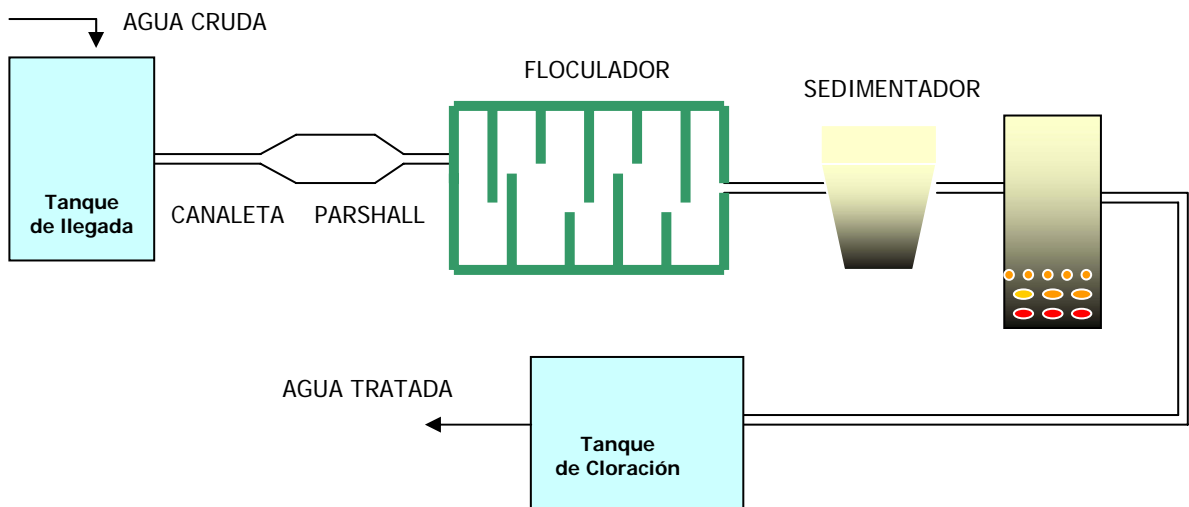 AGUA CRUDA
FLOCULADOR
SEDIMENTADOR
Tanque
de llegada
CANALETA PARSHALL
AGUA TRATADA
Tanque
de Cloración